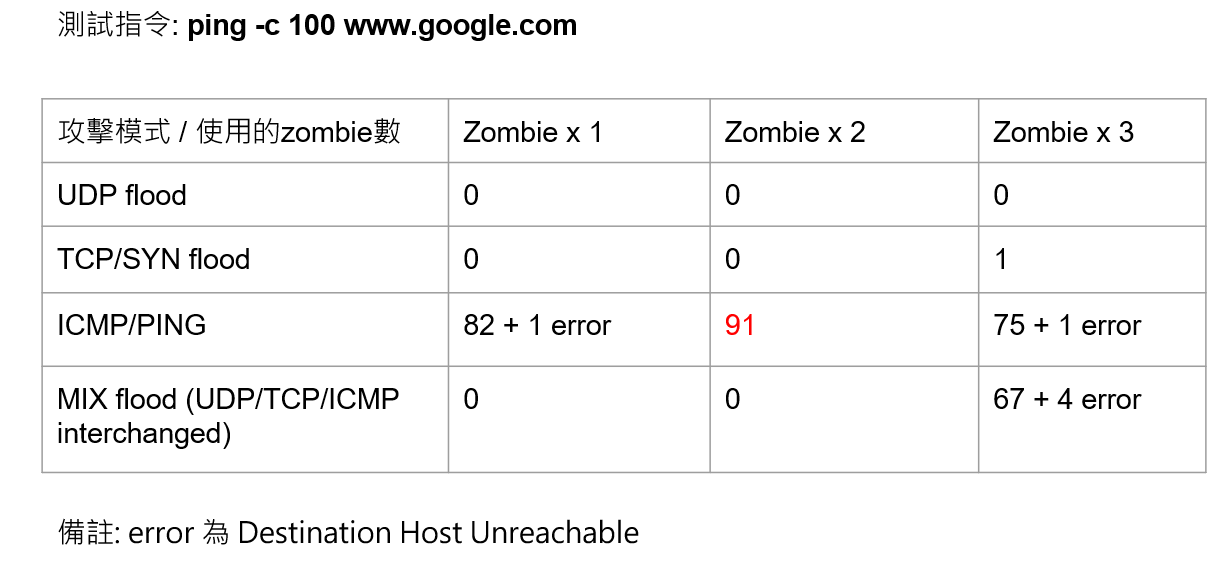 測試指令: ping -c 100 www.google.com
攻擊模式 / 使用的zombie數 Zombie x 1 Zombie x 2 Zombie x 3
UDP flood 0 0 0
TCP/SYN flood 0 0 1
ICMP/PING 82 + 1 error 91 75 + 1 error
MIX flood (UDP/TCP/ICMP 0 0 67 + 4 error
interchanged)
備註: error 為 Destination Host Unreachable